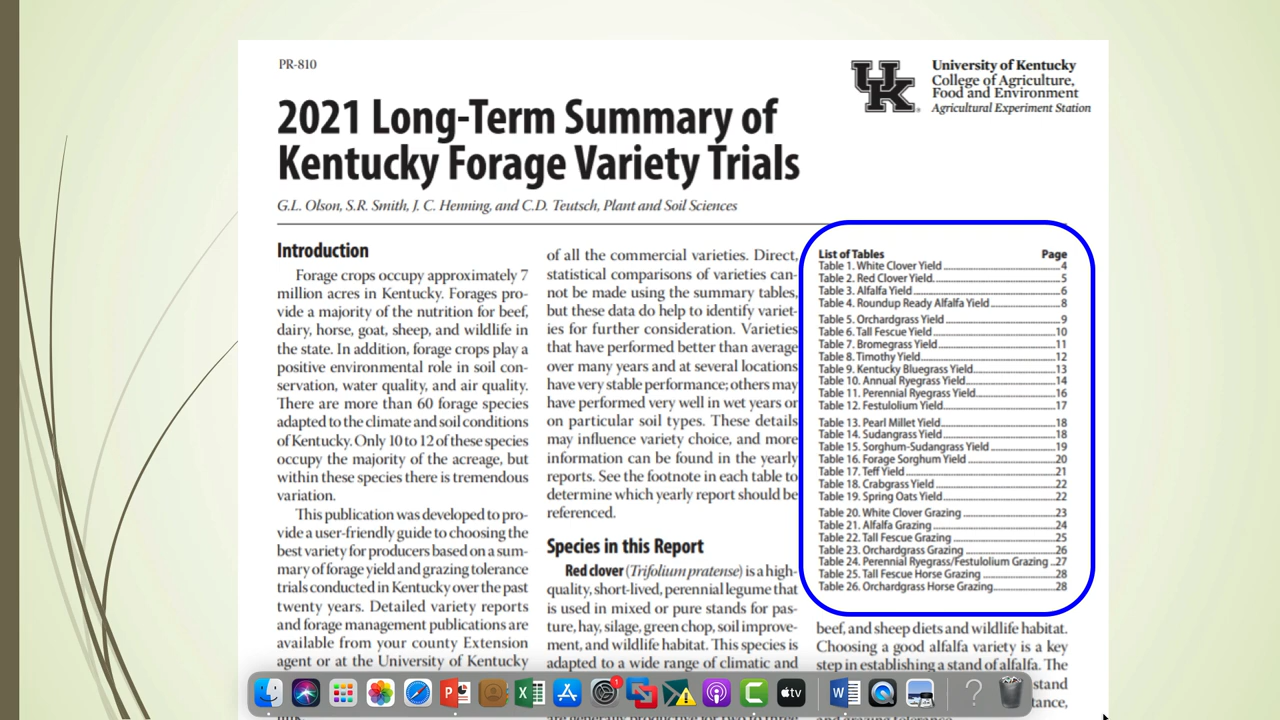 PR-810
UK
University of Kentucky
College of Agriculture,
Food and Environment
Agricultural Experiment Station
2021 Long-Term Summary of
Kentucky Forage Variety Trials
G.L. Olson, S.R. Smith, J. C. Henning, and C.D. Teutsch, Plant and Soil Sciences
Introduction
Forage crops occupy approximately 7
million acres in Kentucky. Forages pro-
vide a majority of the nutrition for beef,
dairy, horse, goat, sheep, and wildlife in
the state. In addition, forage crops play a
positive environmental role in soil con-
servation, water quality, and air quality.
There are more than 60 forage species
adapted to the climate and soil conditions
of Kentucky. Only 10 to 12 of these species
occupy the majority of the acreage, but
within these species there is tremendous
variation.
This publication was developed to pro-
vide a user-friendly guide to choosing the
best variety for producers based on a sum-
mary of forage yield and grazing tolerance
trials conducted in Kentucky over the past
twenty years. Detailed variety reports
and forage management publications are
available from your county Extension
agent or at the University of Kentucky
of all the commercial varieties. Direct,
statistical comparisons of varieties can-
not be made using the summary tables,
but these data do help to identify variet-
ies for further consideration. Varieties
that have performed better than average
over many years and at several locations
have very stable performance; others may
have performed very well in wet years or
on particular soil types. These details
may influence variety choice, and more
information can be found in the yearly
reports. See the footnote in each table to
determine which yearly report should be
referenced.
Species in this Report
Red clover (Trifolium pratense) is a high-
quality, short-lived, perennial legume that
is used in mixed or pure stands for pas-
ture, hay, silage, green chop, soil improve-
ment, and wildlife habitat. This species is
adapted to a wide range of climatic and
List of Tables Page
Table 1. White Clover Yield 4
Table 2. Red Clover Yield. 5
Table 3. Alfalfa Yield 6
Table 4. Roundup Ready Alfalfa Yield 8
Table 5. Orchardgrass Yield 9
Table 6. Tall Fescue Yield 10
Table 7. Bromegrass Yield 11
Table 8. Timothy Yield 12
Table 9. Kentucky Bluegrass Yield 13
Table 10. Annual Ryegrass Yield 14
Table 11. Perennial Ryegrass Yield 16
Table 12. Festulolium Yield 17
Table 13. Pearl Millet Yield 18
Table 14. Sudangrass Yield 18
Table 15. Sorghum-Sudangrass Yield 19
Table 16. Forage Sorghum Yield 20
Table 17. Teff Yield 21
Table 18. Crabgrass Yield 22
Table 19. Spring Oats Yield 22
Table 20. White Clover Grazing 23
Table 21. Alfalfa Grazing 24
Table 22. Tall Fescue Grazing 25
Table 23. Orchardgrass Grazing 26
Table 24. Perennial Ryegrass/Festulolium Grazing 27
Table 25. Tall Fescue Horse Grazing 28
Table 26. Orchardgrass Horse Grazing 28
beef, and sheep diets and wildlife habitat.
Choosing a good alfalfa variety is a key
step in establishing a stand of alfalfa. The
stand
tance,
1
tv